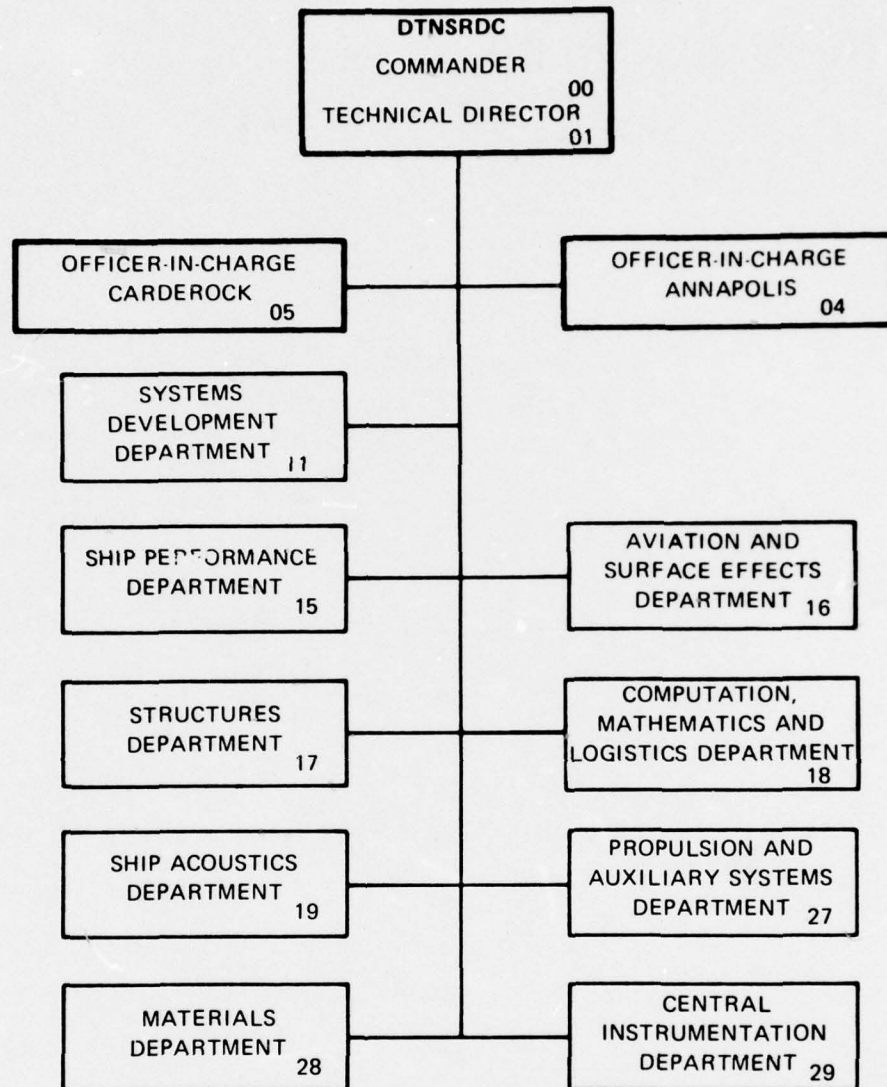 DTNSRDC
COMMANDER
00
TECHNICAL DIRECTOR
01
OFFICER-IN-CHARGE
CARDEROCK
05
OFFICER-IN-CHARGE
ANNAPOLIS
04
SYSTEMS
DEVELOPMENT
DEPARTMENT
11
SHIP PERFORMANCE
DEPARTMENT
15
AVIATION AND
SURFACE EFFECTS
DEPARTMENT
16
STRUCTURES
DEPARTMENT
17
COMPUTATION,
MATHEMATICS AND
LOGISTICS DEPARTMENT
18
SHIP ACOUSTICS
DEPARTMENT
19
PROPULSION AND
AUXILIARY SYSTEMS
DEPARTMENT
27
MATERIALS
DEPARTMENT
28
CENTRAL
INSTRUMENTATION
DEPARTMENT
29